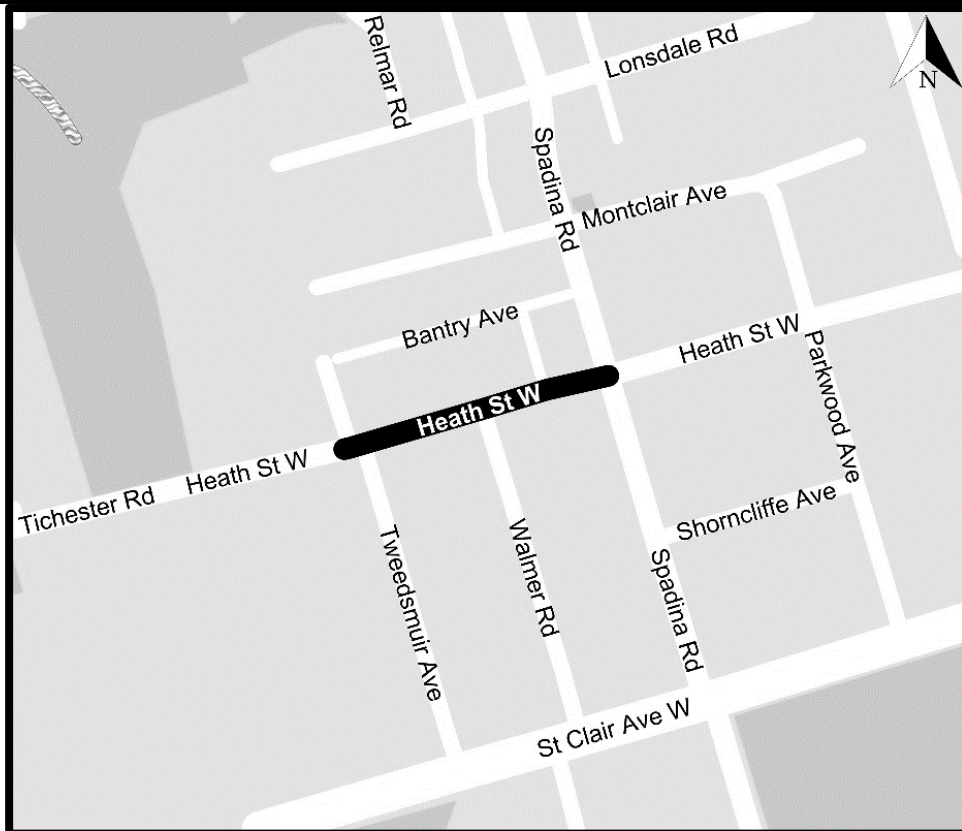 Relmar Rd
Lonsdale Rd
N
Spadina Rd
Montclair Ave
Bantry Ave
Heath St W
Heath St W
Parkwood Ave
Heath St W
Tichester Rd
Shorncliffe Ave
Tweedsmuir Ave
Walmer Rd
Spadina Rd
St Clair Ave W